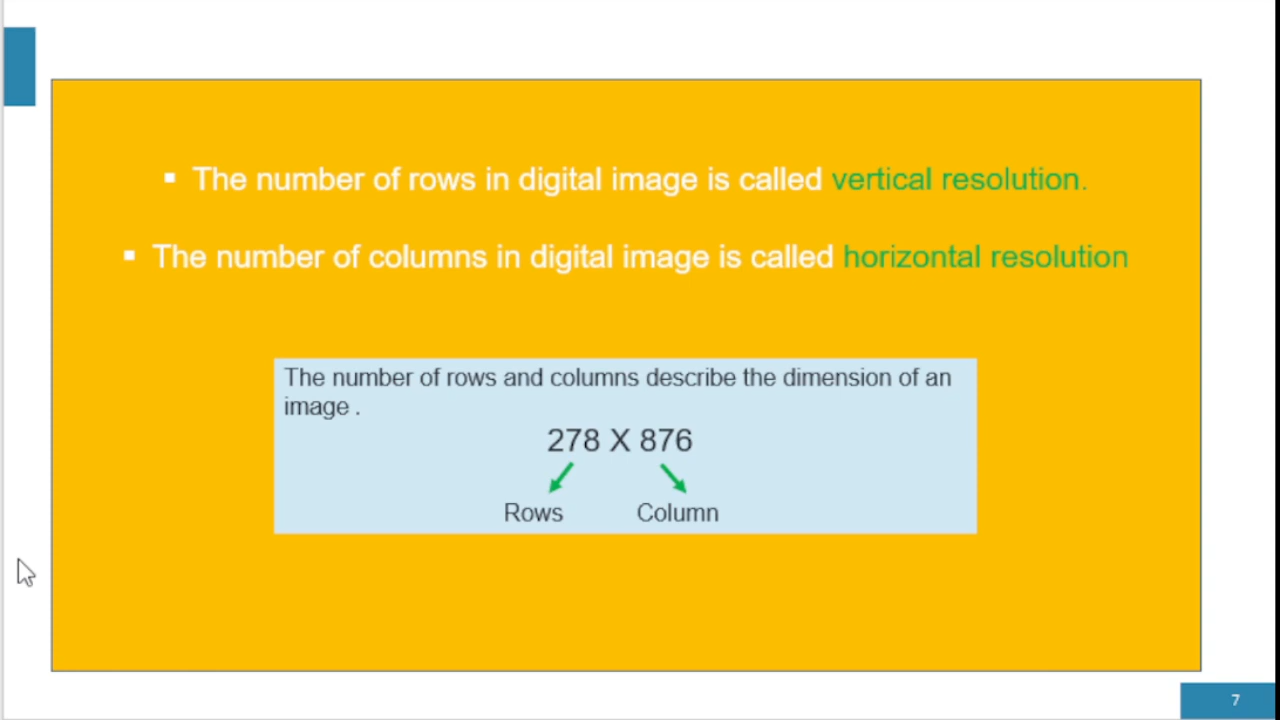 ▪ The number of rows in digital image is called vertical resolution.
▪ The number of columns in digital image is called horizontal resolution
The number of rows and columns describe the dimension of an
image .
278 X 876
Rows Column
7